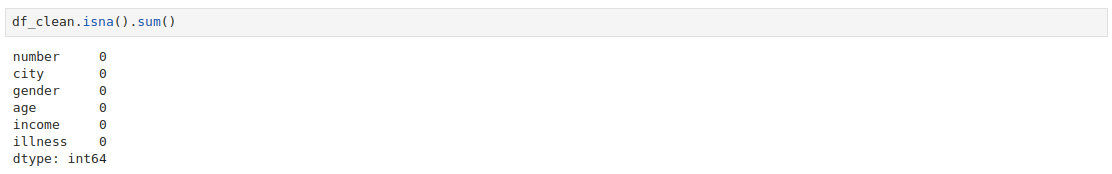 df_clean.isna().sum()
number 0
city 0
gender 0
age 0
income 0
illness 0
dtype: int64